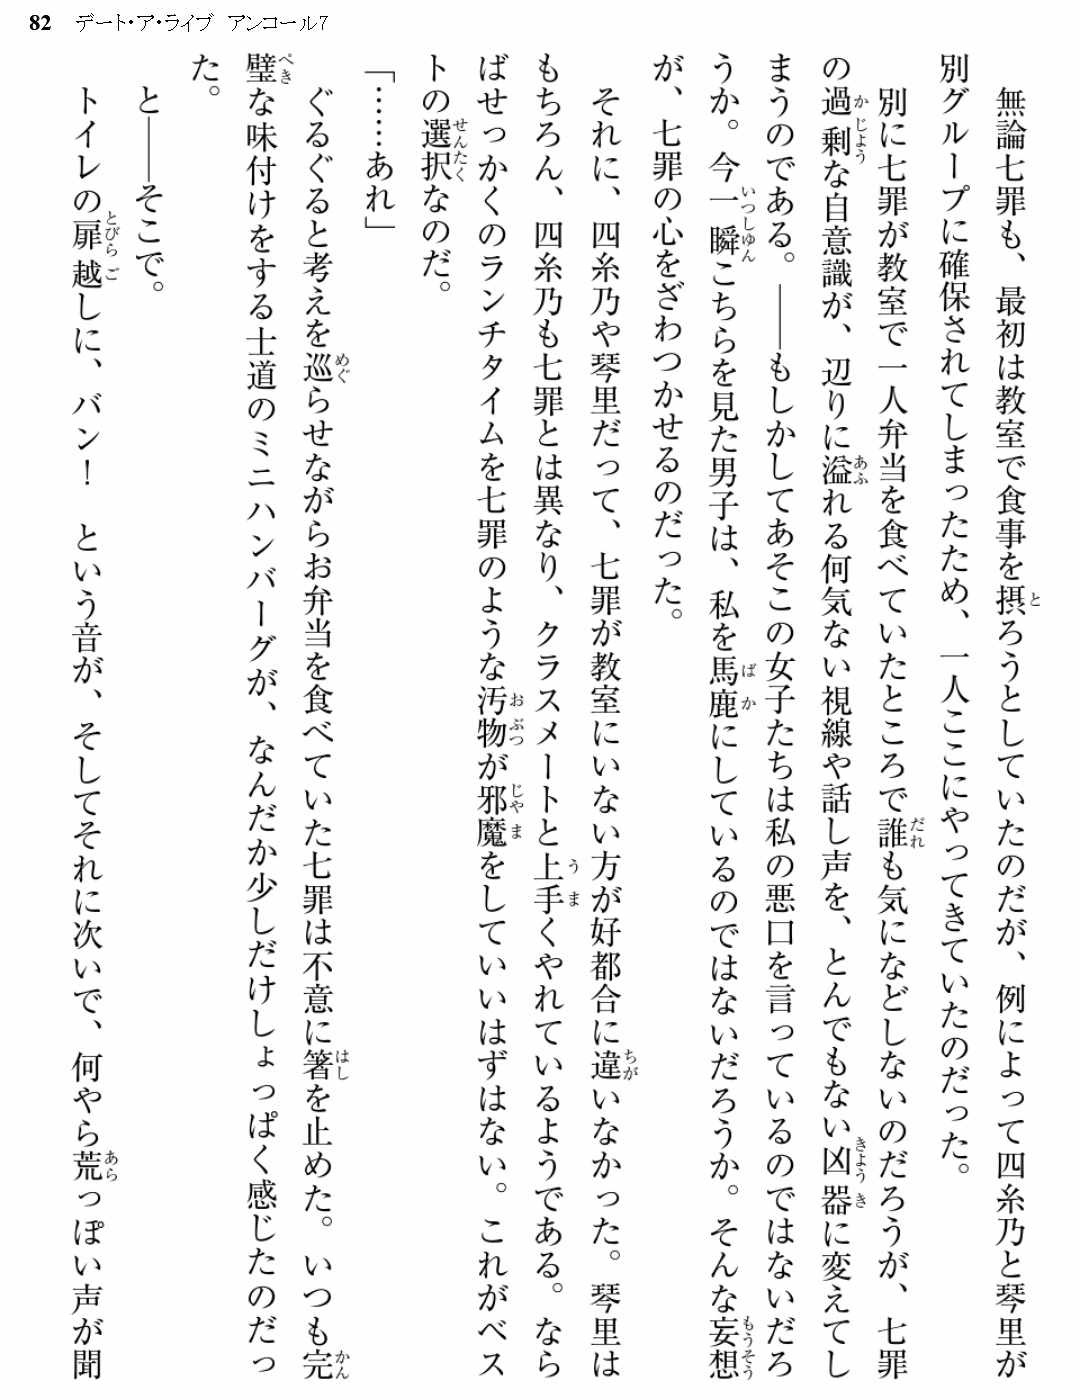 82 デート・ア・ライブ アンコール7
無論七罪も、最初は教室で食事を摂ろうとしていたのだが、例によって四糸乃と琴里が
別グループに確保されてしまったため、一人ここにやってきていたのだった。
別に七罪が教室で一人弁当を食べていたところで誰も気になどしないのだろうが、七罪
の過剰な自意識が、辺りに溢れる何気ない視線や話し声を、とんでもない凶器に変えてし
まうのである。――もしかしてあそこの女子たちは私の悪口を言っているのではないだろ
うか。今一瞬こちらを見た男子は、私を馬鹿にしているのではないだろうか。そんな妄想
が、七罪の心をざわつかせるのだった。
それに、四糸乃や琴里だって、七罪が教室にいない方が好都合に違いなかった。琴里は
もちろん、四糸乃も七罪とは異なり、クラスメートと上手くやれているようである。なら
ばせっかくのランチタイムを七罪のような汚物が邪魔をしていいはずはない。これがベス
トの選択なのだ。
「……あれ」
ぐるぐると考えを巡らせながらお弁当を食べていた七罪は不意に箸を止めた。いつも完
璧な味付けをする士道のミニハンバーグが、なんだか少しだけしょっぱく感じたのだっ
た。
と――そこで。
トイレの扉越しに、バン！ という音が、そしてそれに次いで、何やら荒っぽい声が聞